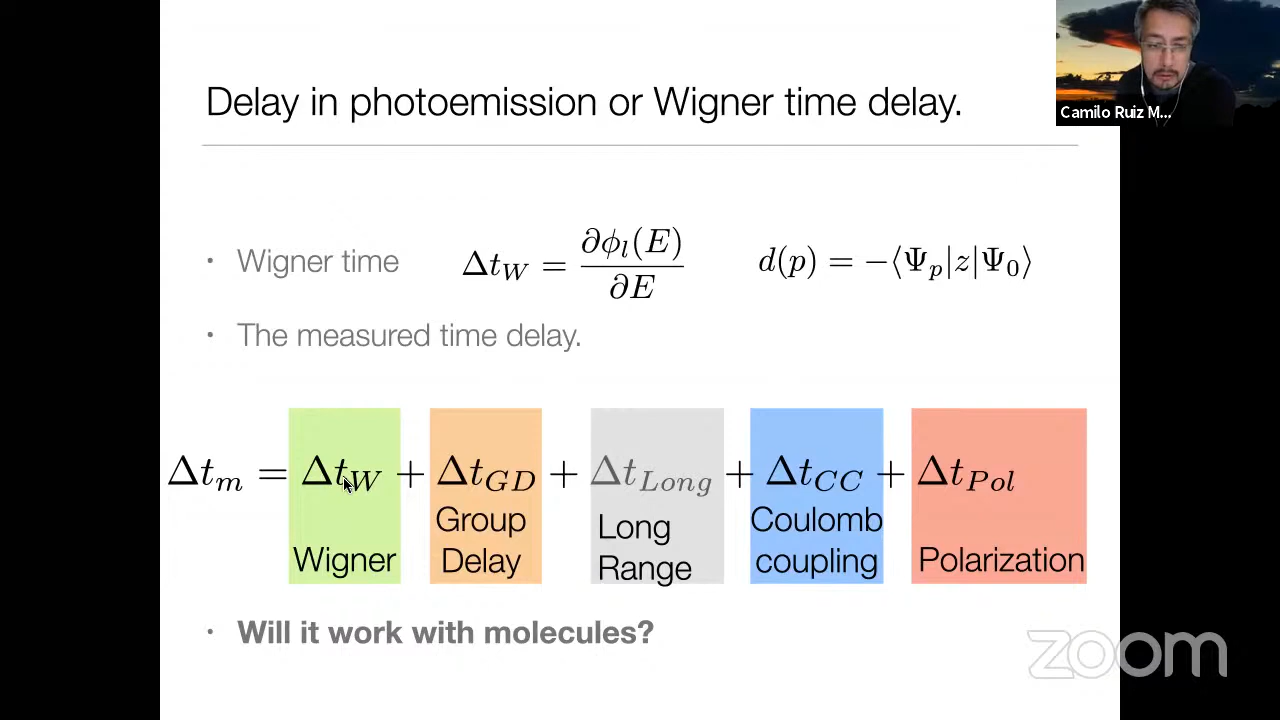 Delay in photoemission or Wigner time delay.
Camilo Ruiz M...
• Wigner time Δt_W = ∂ϕ_l(E) / ∂E d(p) = −⟨Ψ_p|z|Ψ_0⟩
• The measured time delay.
Δt_m = Δt_W + Δt_GD + Δt_Long + Δt_CC + Δt_Pol
Wigner
Group
Delay
Long
Range
Coulomb
coupling
Polarization
• Will it work with molecules?
zoom